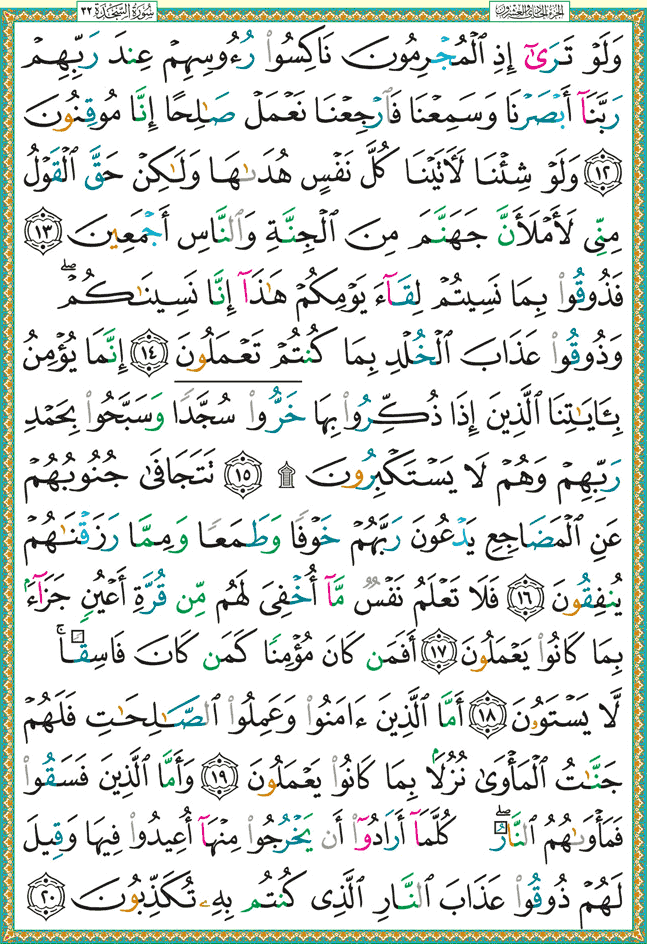 الجزء الحادي والعشرون
سُورَةُ السَّجْدَةِ ٣٢
وَلَوْ تَرَىٰٓ إِذِ ٱلْمُجْرِمُونَ نَاكِسُوا۟ رُءُوسِهِمْ عِندَ رَبِّهِمْ
رَبَّنَآ أَبْصَرْنَا وَسَمِعْنَا فَٱرْجِعْنَا نَعْمَلْ صَـٰلِحًا إِنَّا مُوقِنُونَ
﴿١٢﴾ وَلَوْ شِئْنَا لَـَٔاتَيْنَا كُلَّ نَفْسٍ هُدَىٰهَا وَلَـٰكِنْ حَقَّ ٱلْقَوْلُ
مِنِّى لَأَمْلَأَنَّ جَهَنَّمَ مِنَ ٱلْجِنَّةِ وَٱلنَّاسِ أَجْمَعِينَ ﴿١٣﴾
فَذُوقُوا۟ بِمَا نَسِيتُمْ لِقَآءَ يَوْمِكُمْ هَـٰذَآ إِنَّا نَسِينَـٰكُمْ ۖ
وَذُوقُوا۟ عَذَابَ ٱلْخُلْدِ بِمَا كُنتُمْ تَعْمَلُونَ ﴿١٤﴾ إِنَّمَا يُؤْمِنُ
بِـَٔايَـٰتِنَا ٱلَّذِينَ إِذَا ذُكِّرُوا۟ بِهَا خَرُّوا۟ سُجَّدًا وَسَبَّحُوا۟ بِحَمْدِ
رَبِّهِمْ وَهُمْ لَا يَسْتَكْبِرُونَ ۩ ﴿١٥﴾ تَتَجَافَىٰ جُنُوبُهُمْ
عَنِ ٱلْمَضَاجِعِ يَدْعُونَ رَبَّهُمْ خَوْفًا وَطَمَعًا وَمِمَّا رَزَقْنَـٰهُمْ
يُنفِقُونَ ﴿١٦﴾ فَلَا تَعْلَمُ نَفْسٌ مَّآ أُخْفِىَ لَهُم مِّن قُرَّةِ أَعْيُنٍ جَزَآءًۢ
بِمَا كَانُوا۟ يَعْمَلُونَ ﴿١٧﴾ أَفَمَن كَانَ مُؤْمِنًا كَمَن كَانَ فَاسِقًا ۚ
لَّا يَسْتَوُۥنَ ﴿١٨﴾ أَمَّا ٱلَّذِينَ ءَامَنُوا۟ وَعَمِلُوا۟ ٱلصَّـٰلِحَـٰتِ فَلَهُمْ
جَنَّـٰتُ ٱلْمَأْوَىٰ نُزُلًۢا بِمَا كَانُوا۟ يَعْمَلُونَ ﴿١٩﴾ وَأَمَّا ٱلَّذِينَ فَسَقُوا۟
فَمَأْوَىٰهُمُ ٱلنَّارُ ۖ كُلَّمَآ أَرَادُوٓا۟ أَن يَخْرُجُوا۟ مِنْهَآ أُعِيدُوا۟ فِيهَا وَقِيلَ
لَهُمْ ذُوقُوا۟ عَذَابَ ٱلنَّارِ ٱلَّذِى كُنتُم بِهِۦ تُكَذِّبُونَ ﴿٢٠﴾